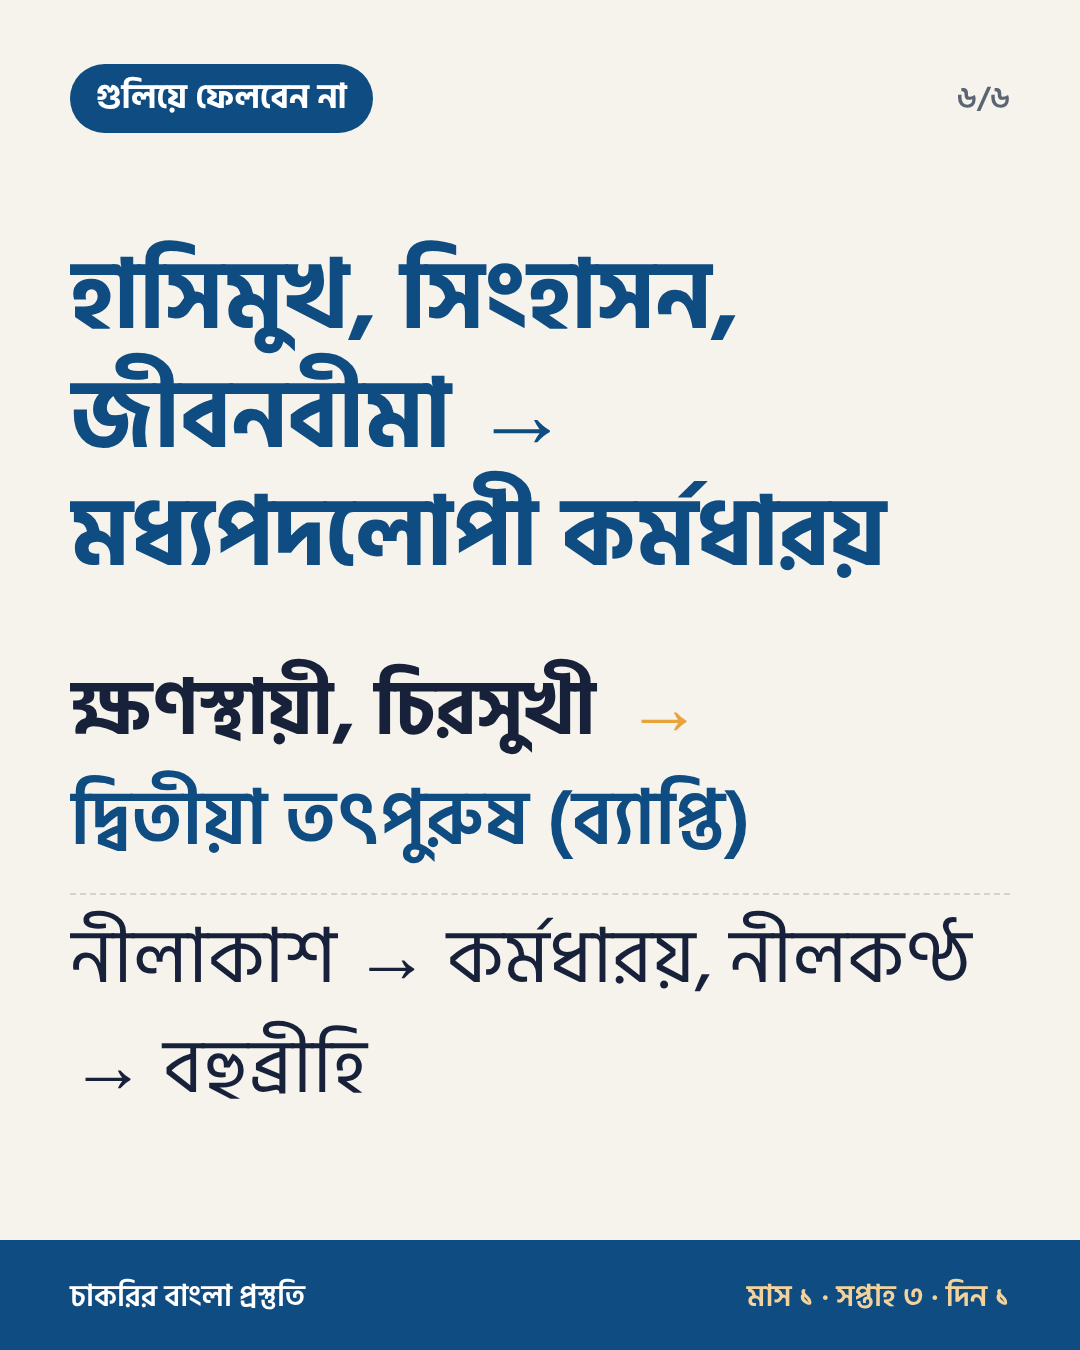 গুলিয়ে ফেলবেন না
৬/৬
হাসিমুখ, সিংহাসন,
জীবনবীমা →
মধ্যপদলোপী কর্মধারয়
ক্ষণস্থায়ী, চিরসুখী →
দ্বিতীয়া তৎপুরুষ (ব্যাপ্তি)
নীলাকাশ → কর্মধারয়, নীলকণ্ঠ
→ বহুব্রীহি
চাকরির বাংলা প্রস্তুতি
মাস ১ · সপ্তাহ ৩ · দিন ১